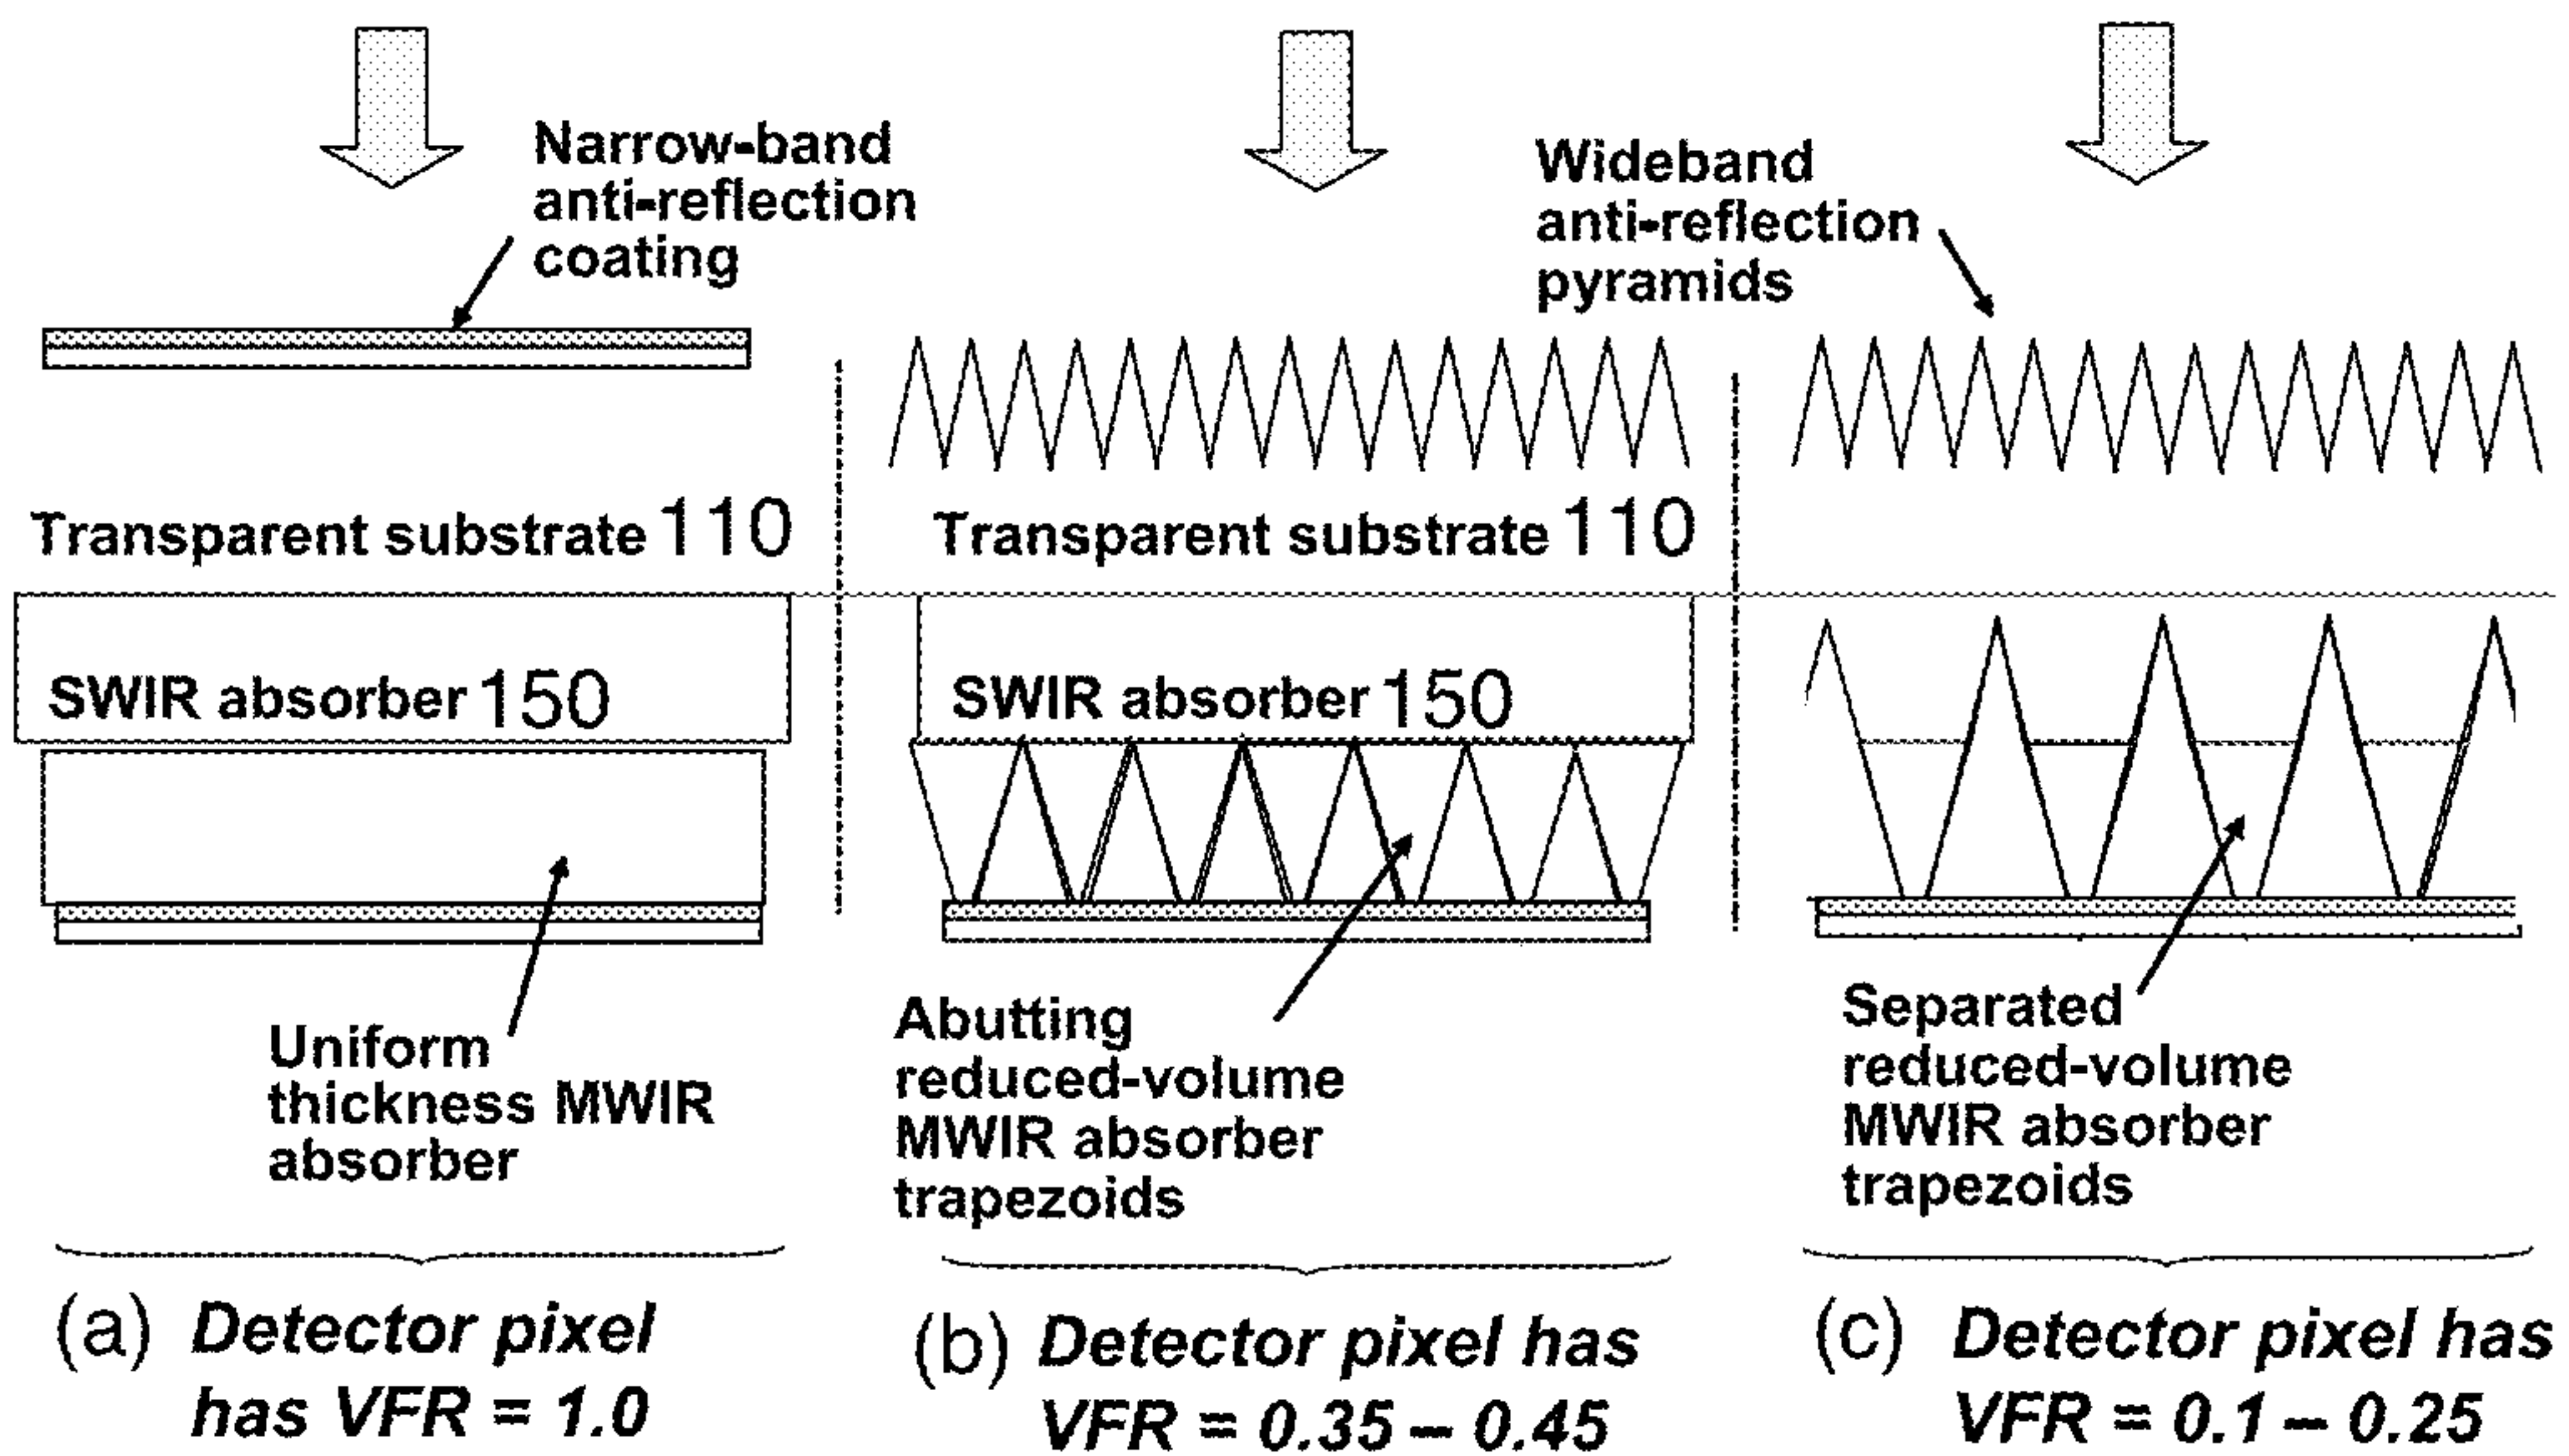 Narrow-band
anti-reflection
coating
Wideband
anti-reflection
pyramids
Transparent substrate 110
Transparent substrate 110
SWIR absorber 150
SWIR absorber 150
Uniform
thickness MWIR
absorber
Abutting
reduced-volume
MWIR absorber
trapezoids
Separated
reduced-volume
MWIR absorber
trapezoids
(a) Detector pixel
has VFR = 1.0
(b) Detector pixel has
VFR = 0.35 – 0.45
(c) Detector pixel has
VFR = 0.1 – 0.25